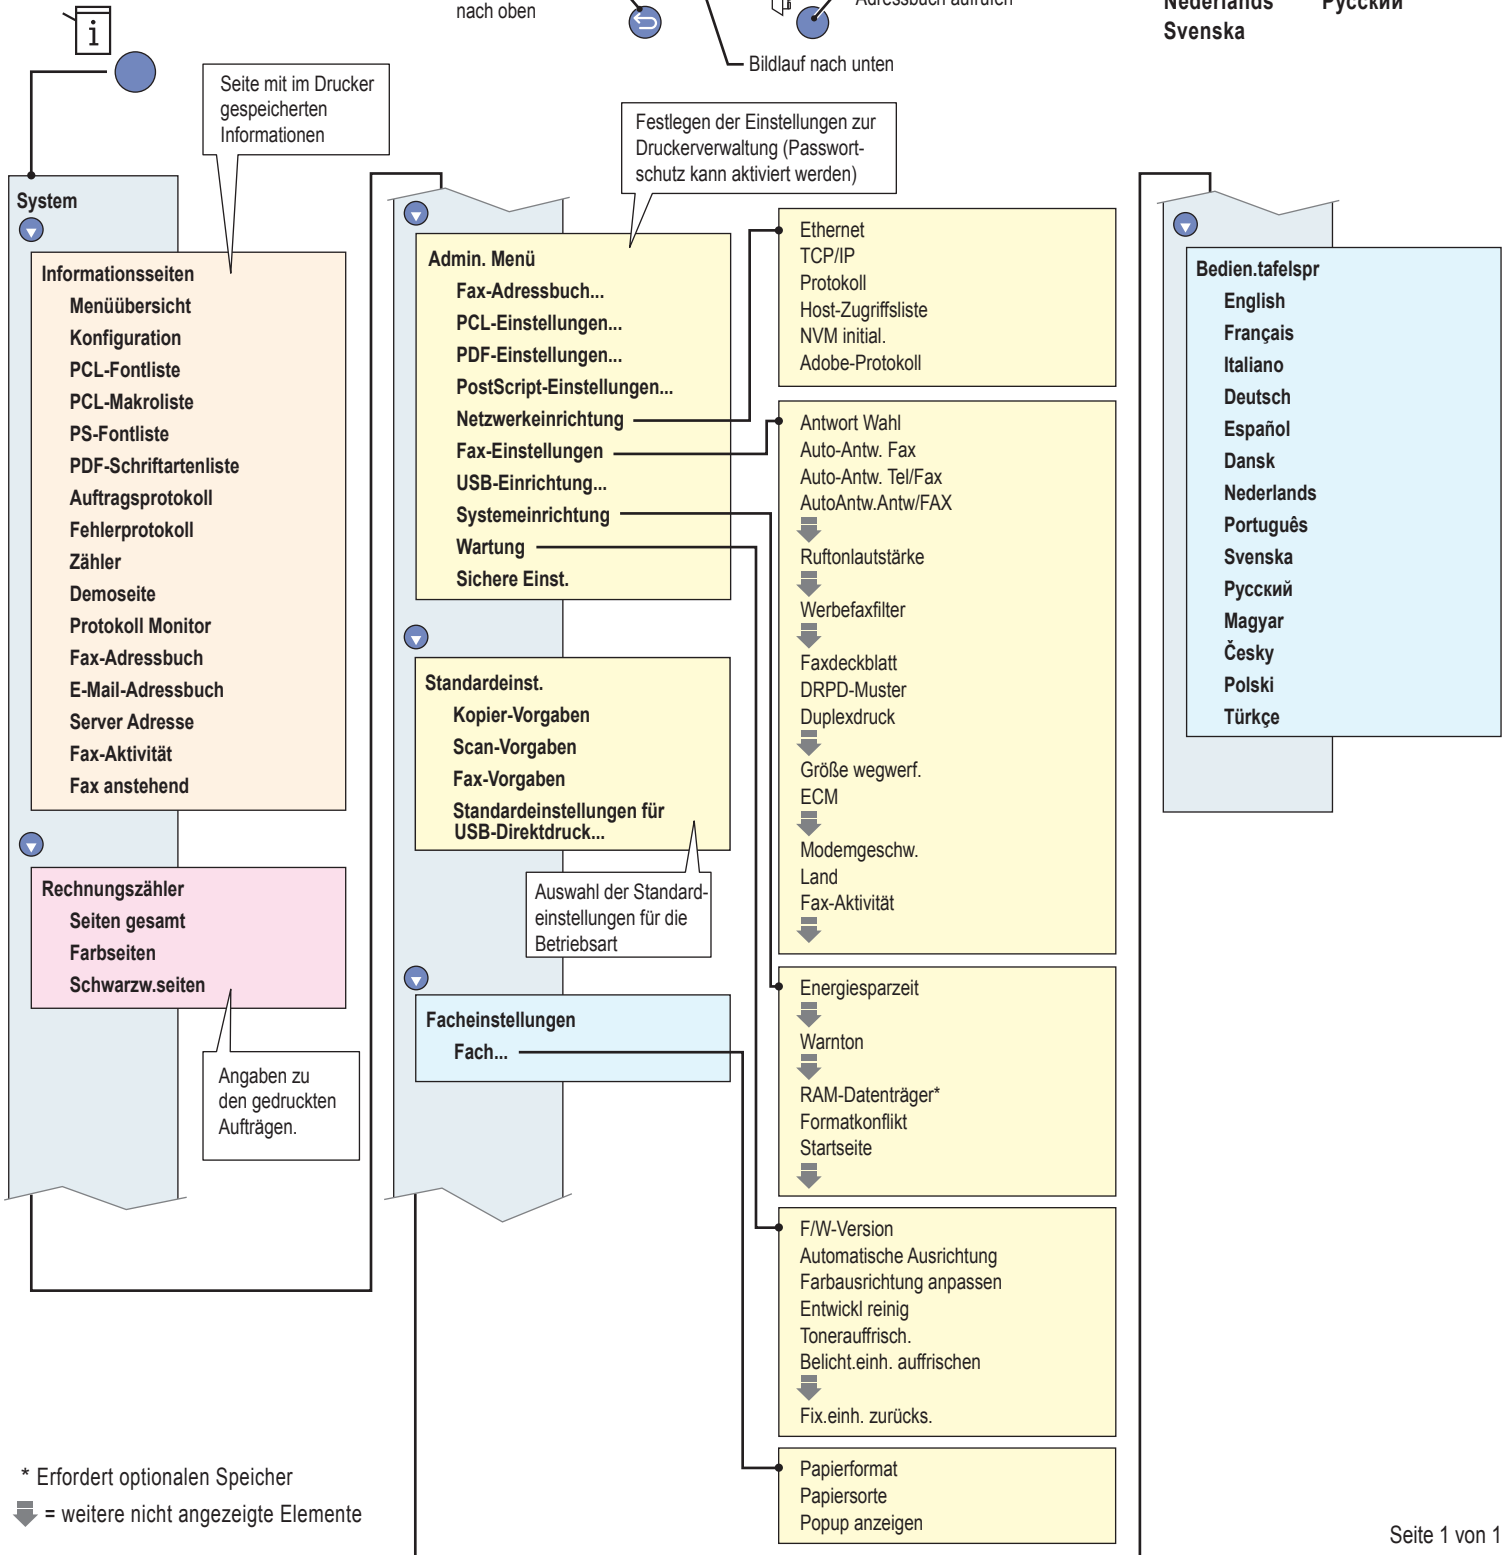 nach oben
Adressbuch aufrufen
Nederlands Русский
Svenska
i
Bildlauf nach unten
Seite mit im Drucker
gespeicherten
Informationen
Festlegen der Einstellungen zur
Druckerverwaltung (Passwort-
schutz kann aktiviert werden)
System
Informationsseiten
Menüübersicht
Konfiguration
PCL-Fontliste
PCL-Makroliste
PS-Fontliste
PDF-Schriftartenliste
Auftragsprotokoll
Fehlerprotokoll
Zähler
Demoseite
Protokoll Monitor
Fax-Adressbuch
E-Mail-Adressbuch
Server Adresse
Fax-Aktivität
Fax anstehend
Rechnungszähler
Seiten gesamt
Farbseiten
Schwarzw.seiten
Angaben zu
den gedruckten
Aufträgen.
Admin. Menü
Fax-Adressbuch...
PCL-Einstellungen...
PDF-Einstellungen...
PostScript-Einstellungen...
Netzwerkeinrichtung
Fax-Einstellungen
USB-Einrichtung...
Systemeinrichtung
Wartung
Sichere Einst.
Standardeinst.
Kopier-Vorgaben
Scan-Vorgaben
Fax-Vorgaben
Standardeinstellungen für
USB-Direktdruck...
Auswahl der Standard-
einstellungen für die
Betriebsart
Facheinstellungen
Fach...
Ethernet
TCP/IP
Protokoll
Host-Zugriffsliste
NVM initial.
Adobe-Protokoll
Antwort Wahl
Auto-Antw. Fax
Auto-Antw. Tel/Fax
AutoAntw.Antw/FAX
Ruftonlautstärke
Werbefaxfilter
Faxdeckblatt
DRPD-Muster
Duplexdruck
Größe wegwerf.
ECM
Modemgeschw.
Land
Fax-Aktivität
Energiesparzeit
Warnton
RAM-Datenträger*
Formatkonflikt
Startseite
F/W-Version
Automatische Ausrichtung
Farbausrichtung anpassen
Entwickl reinig
Tonerauffrisch.
Belicht.einh. auffrischen
Fix.einh. zurücks.
Papierformat
Papiersorte
Popup anzeigen
Bedien.tafelspr
English
Français
Italiano
Deutsch
Español
Dansk
Nederlands
Português
Svenska
Русский
Magyar
Česky
Polski
Türkçe
* Erfordert optionalen Speicher
= weitere nicht angezeigte Elemente
Seite 1 von 1